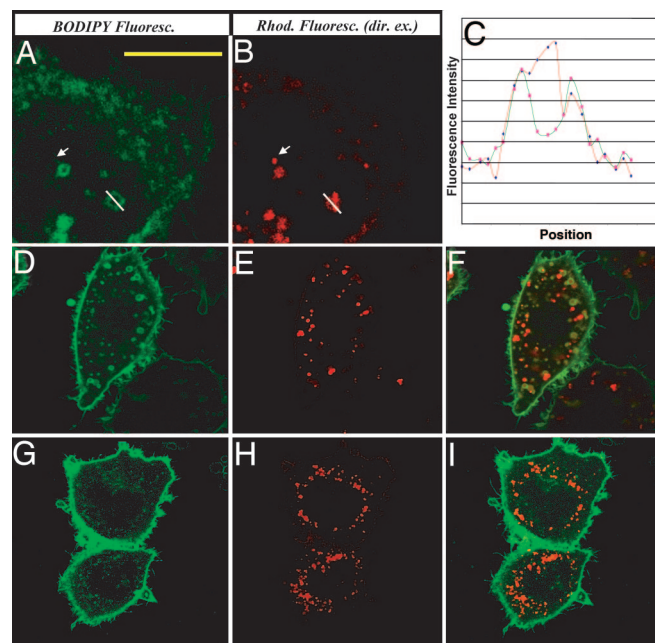 BODIPY Fluoresc.
Rhod. Fluoresc. (dir. ex.)
A
B
C
Fluorescence Intensity
Position
D
E
F
G
H
I